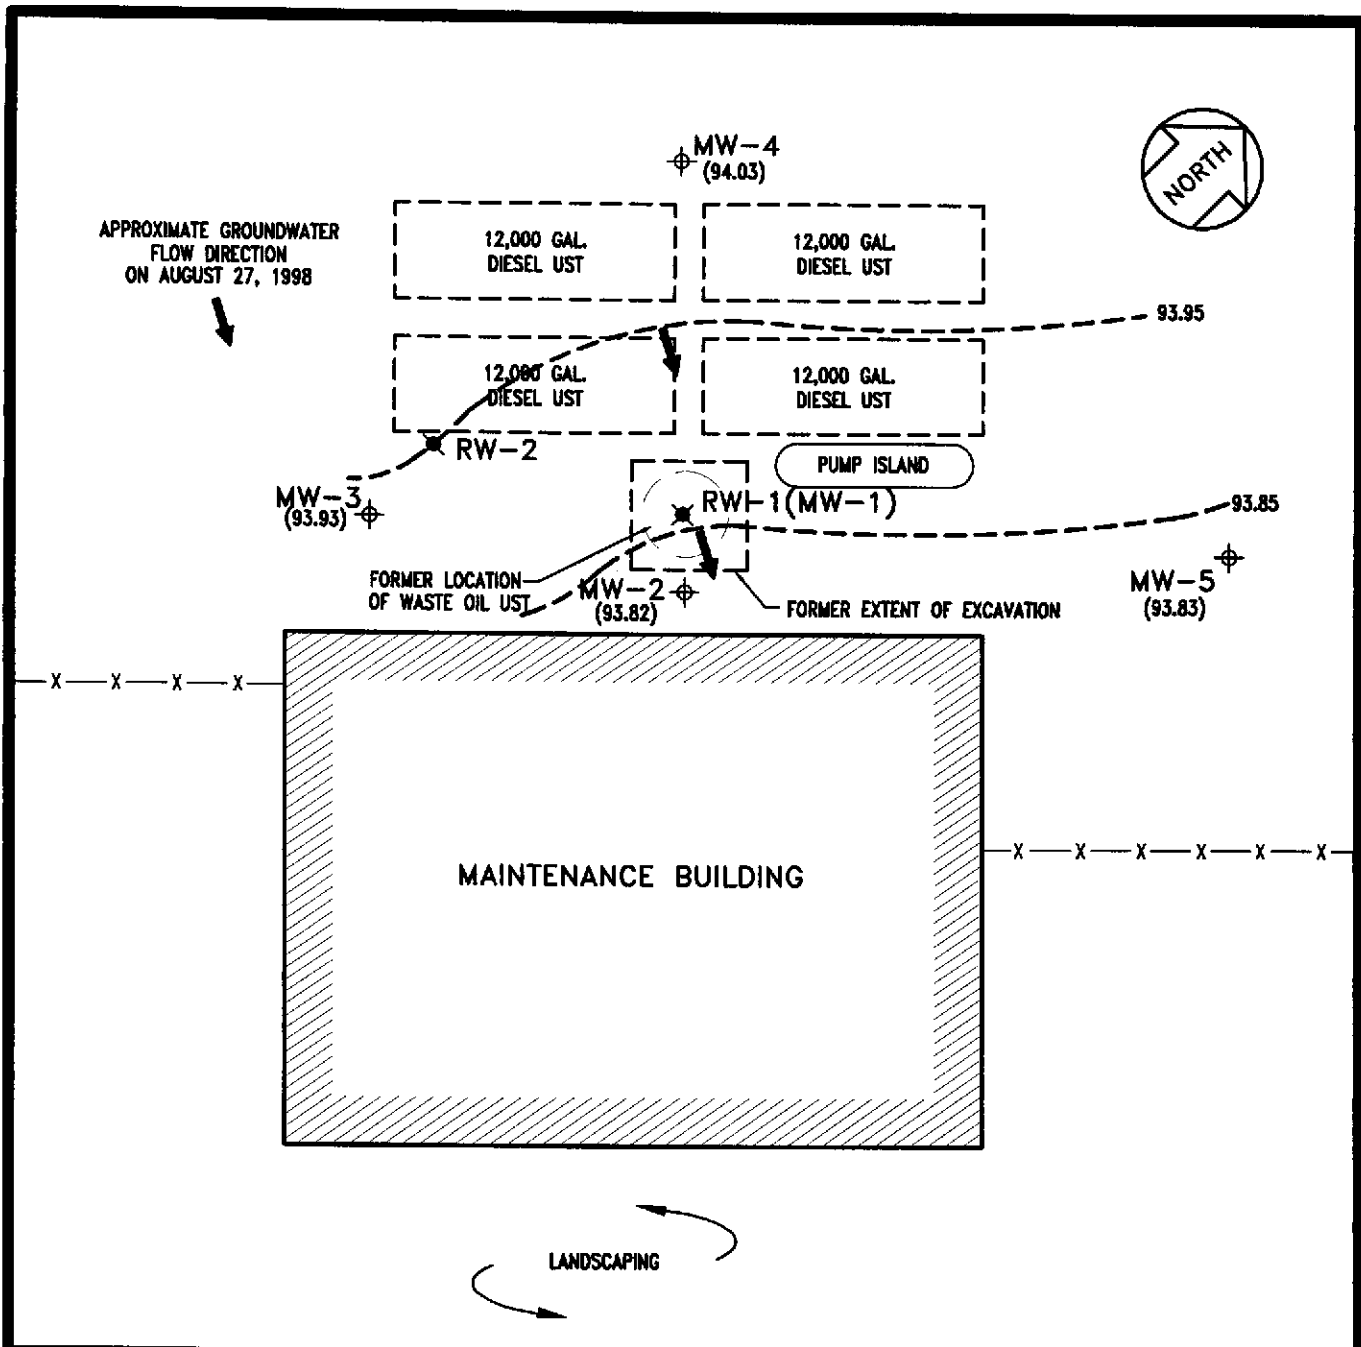 MW-4
(94.03)
NORTH
APPROXIMATE GROUNDWATER
FLOW DIRECTION
ON AUGUST 27, 1998
12,000 GAL.
DIESEL UST
12,000 GAL.
DIESEL UST
93.95
12,000 GAL.
DIESEL UST
12,000 GAL.
DIESEL UST
RW-2
PUMP ISLAND
MW-3
(93.93)
RW-1(MW-1)
93.85
FORMER LOCATION
OF WASTE OIL UST
MW-2
(93.82)
FORMER EXTENT OF EXCAVATION
MW-5
(93.83)
X X X X
X X X X X X
MAINTENANCE BUILDING
LANDSCAPING